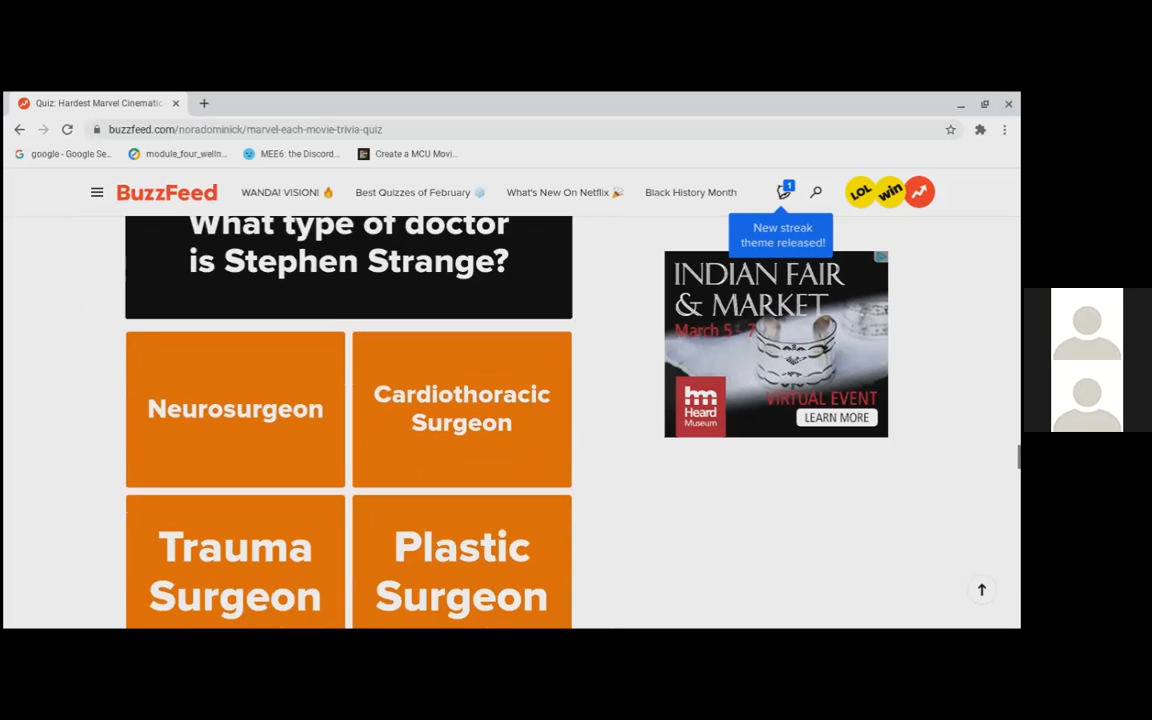 Quiz: Hardest Marvel Cinematic
buzzfeed.com/noradominick/marvel-each-movie-trivia-quiz
google - Google Se...
module_four_welln...
MEE6: the Discord...
Create a MCU Movi...
BuzzFeed
WANDA! VISION! 🔥
Best Quizzes of February ❄️
What's New On Netflix 🎉
Black History Month
1
LOL
win
New streak
theme released!
What type of doctor
is Stephen Strange?
Neurosurgeon
Cardiothoracic
Surgeon
Trauma
Surgeon
Plastic
Surgeon
INDIAN FAIR
& MARKET
March 5 - 7
hm
Heard
Museum
VIRTUAL EVENT
LEARN MORE